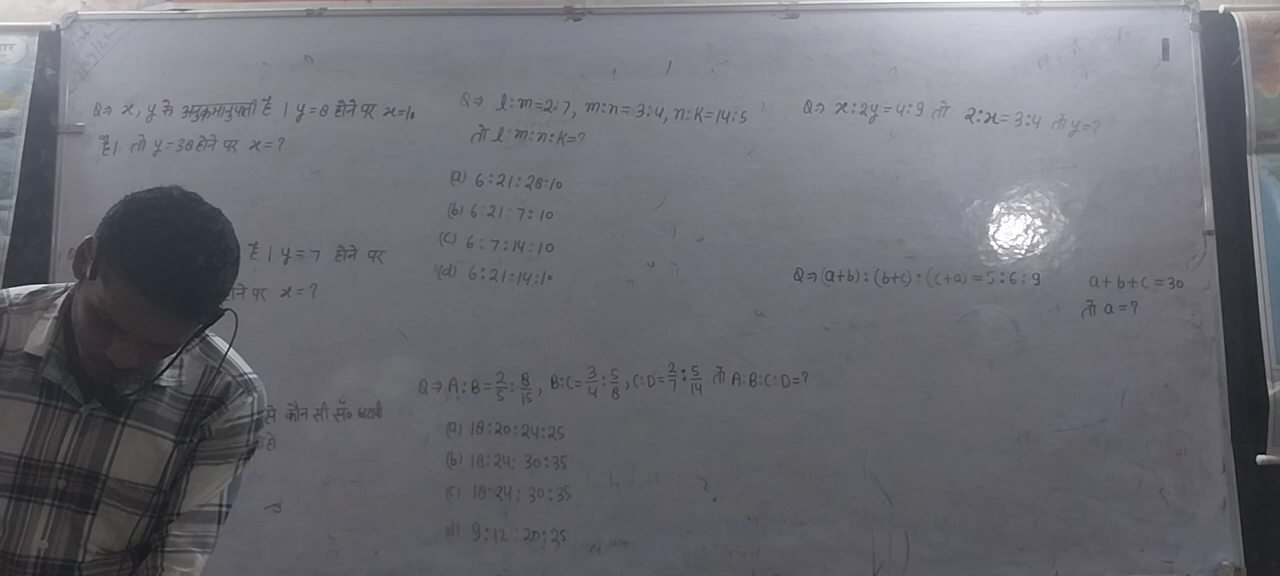 Q⇒ x, y के अनुक्रमानुपाती है । y=8 होने पर x=10
है। तो y=38 होने पर x=?
है । y=7 होने पर
होने पर x=?
से कौन सी सं०
Q⇒ l:m=2:7, m:n=3:4, n:K=14:5
तो l:m:n:K=?
(a) 6:21:28:10
(b) 6:21:7:10
(c) 6:7:14:10
(d) 6:21:14:10
Q⇒ A:B=2/5:8/15, B:C=3/4:5/8, C:D=2/7:5/14 तो A:B:C:D=?
(a) 18:20:24:25
(b) 18:24:30:35
(c) 18:24:30:35
(d) 9:12:20:25
Q⇒ x:2y=4:9 तो 2:x=3:4 तो y=?
Q⇒ (a+b):(b+c):(c+a)=5:6:9 a+b+c=30
तो a=?